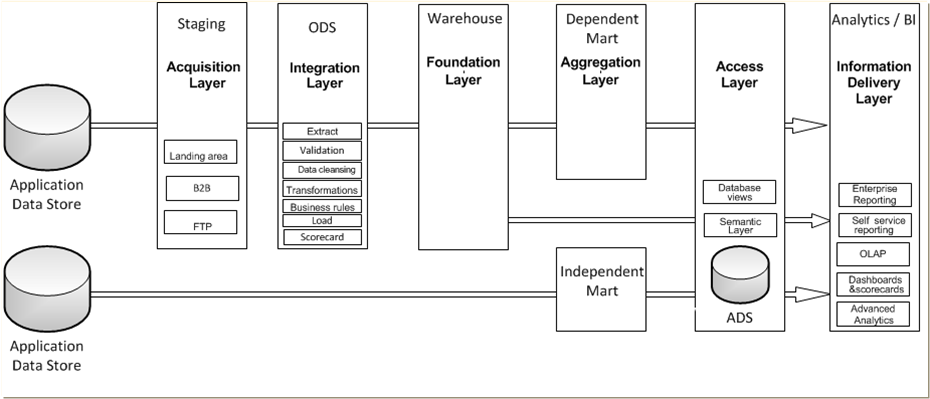 Staging
Acquisition
Layer
Landing area
B2B
FTP
ODS
Integration
Layer
Extract
Validation
Data cleansing
Transformations
Business rules
Load
Scorecard
Warehouse
Foundation
Layer
Dependent
Mart
Aggregation
Layer
Independent
Mart
Access
Layer
Database
views
Semantic
Layer
ADS
Analytics / BI
Information
Delivery
Layer
Enterprise
Reporting
Self service
reporting
OLAP
Dashboards
&scorecards
Advanced
Analytics
Application
Data Store
Application
Data Store